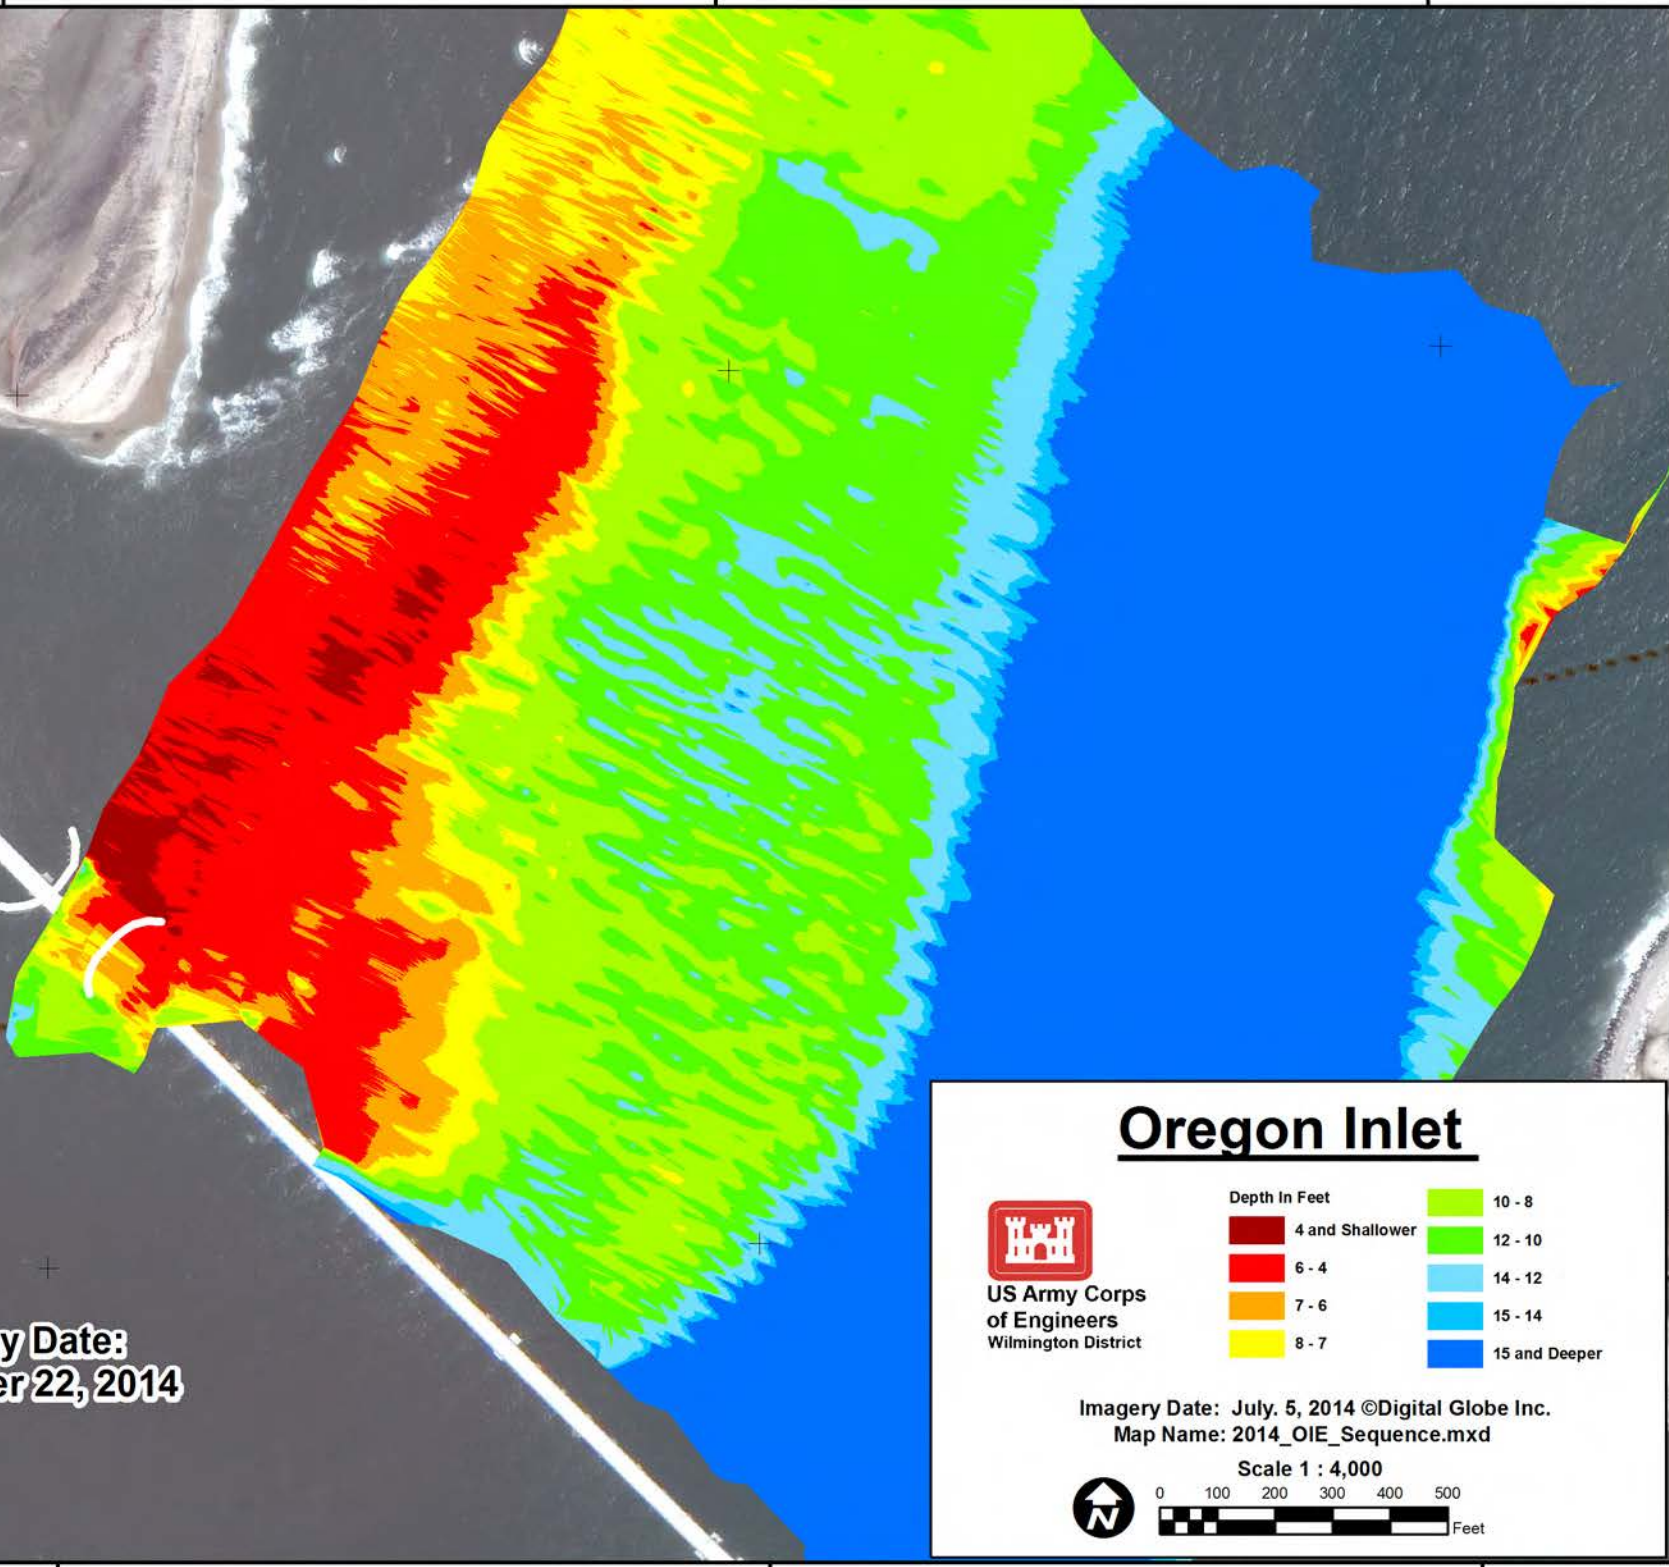 Oregon Inlet
US Army Corps
of Engineers
Wilmington District
Depth In Feet
4 and Shallower
6 - 4
7 - 6
8 - 7
10 - 8
12 - 10
14 - 12
15 - 14
15 and Deeper
Imagery Date: July. 5, 2014 ©Digital Globe Inc.
Map Name: 2014_OIE_Sequence.mxd
Scale 1 : 4,000
N
0 100 200 300 400 500
Feet
y Date:
er 22, 2014